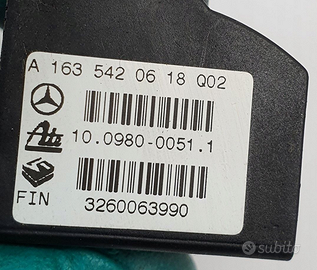 A 163 542 06 18 Q02
Ate
10.0980-0051.1
FIN
3260063990
subito